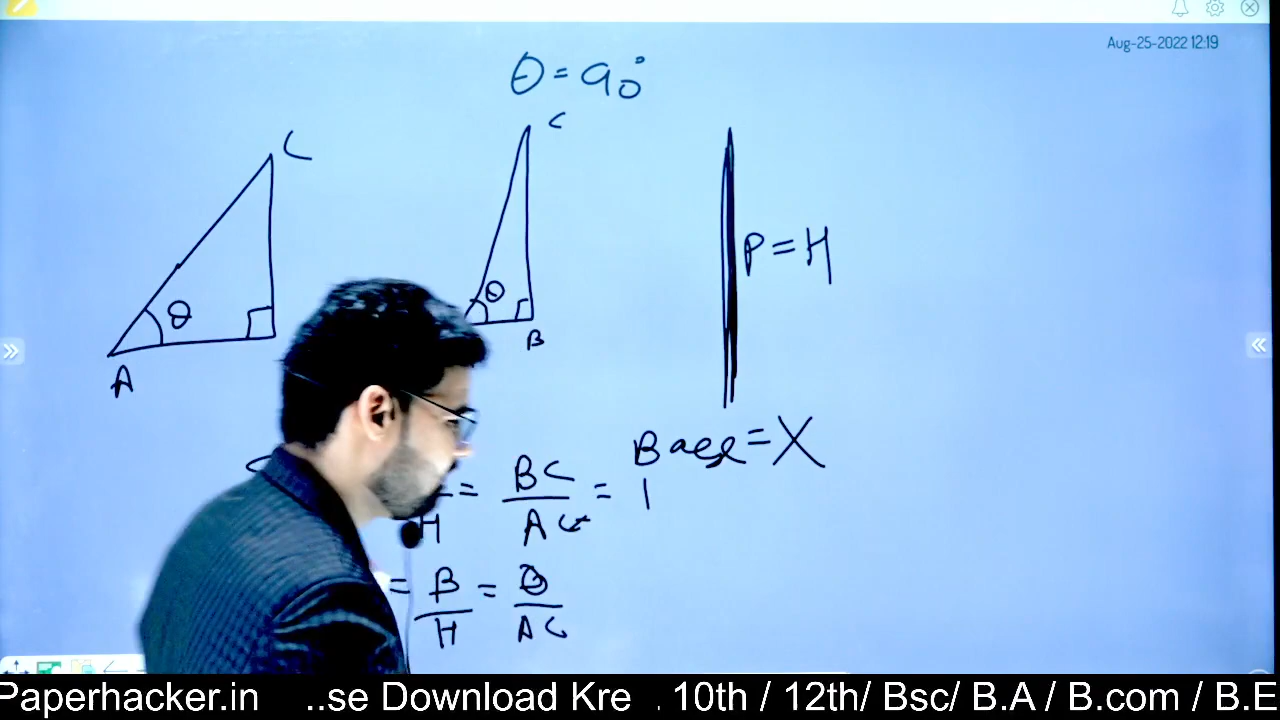 Aug-25-2022 12:19
θ = 90°
C
C
θ
θ
A
B
P = H
Base = X
H = BC/AC = 1
= B/H = 0/AC
Paperhacker.in ..se Download Kre . 10th / 12th/ Bsc/ B.A / B.com / B.E